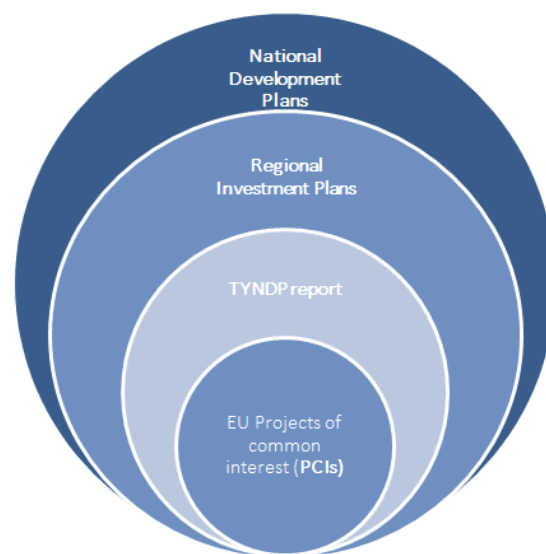 National
Development
Plans
Regional
Investment Plans
TYNDP report
EU Projects of
common
interest (PCIs)